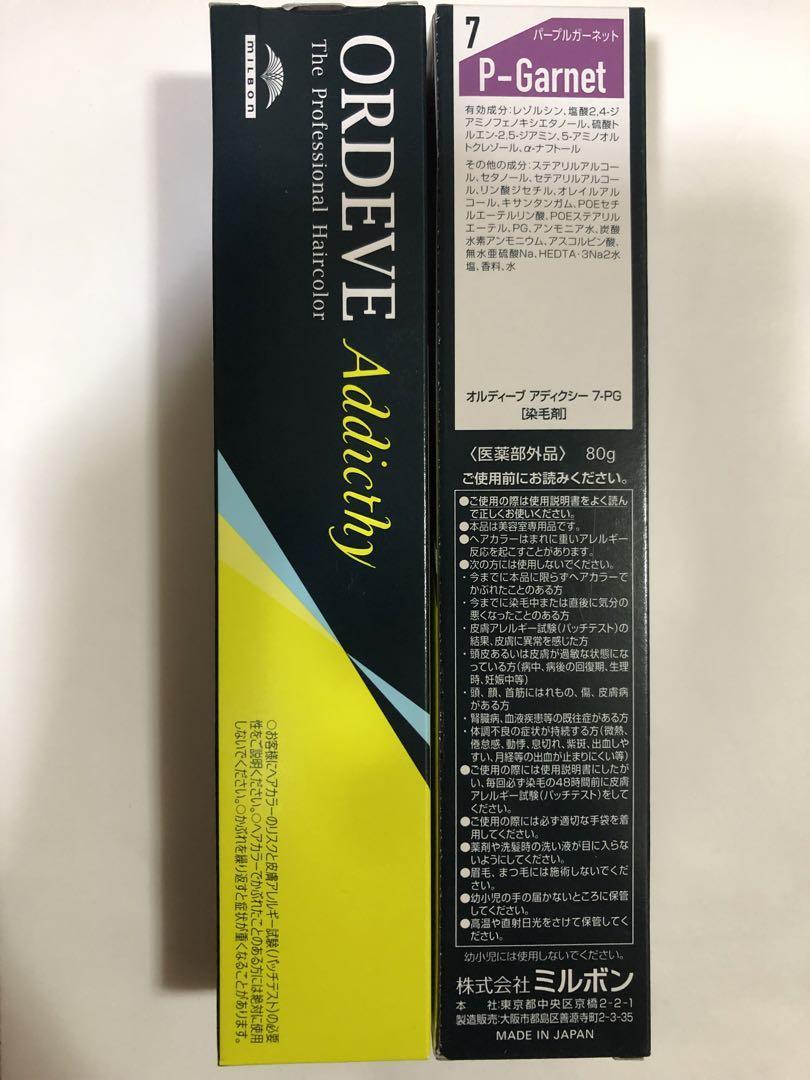 MILBON
ORDEVE Addicthy
The Professional Haircolor
○お客様にヘアカラーのリスクと皮膚アレルギー試験(パッチテスト)の必要
性をご説明ください。○ヘアカラーでかぶれたことのある方には絶対に使用
しないでください。○かぶれを繰り返すと症状が重くなることがあります。
7
パープルガーネット
P-Garnet
有効成分:レゾルシン、塩酸2,4-ジ
アミノフェノキシエタノール、硫酸ト
ルエン-2,5-ジアミン、5-アミノオル
トクレゾール、α-ナフトール
その他の成分:ステアリルアルコー
ル、セタノール、セテアリルアルコー
ル、リン酸ジセチル、オレイルアル
コール、キサンタンガム、POEセチ
ルエーテルリン酸、POEステアリル
エーテル、PG、アンモニア水、炭酸
水素アンモニウム、アスコルビン酸、
無水亜硫酸Na、HEDTA・3Na2水
塩、香料、水
オルディーブ アディクシー 7-PG
[染毛剤]
〈医薬部外品〉 80g
ご使用前にお読みください。
●ご使用の際は使用説明書をよく読ん
で正しくお使いください。
●本品は美容室専用品です。
●ヘアカラーはまれに重いアレルギー
反応を起こすことがあります。
●次の方には使用しないでください。
・今までに本品に限らずヘアカラーで
かぶれたことのある方
・今までに染毛中または直後に気分の
悪くなったことのある方
・皮膚アレルギー試験(パッチテスト)の
結果、皮膚に異常を感じた方
・頭皮あるいは皮膚が過敏な状態にな
っている方(病中、病後の回復期、生理
時、妊娠中等)
・頭、顔、首筋にはれもの、傷、皮膚病
がある方
・腎臓病、血液疾患等の既往症がある方
・体調不良の症状が持続する方(微熱、
倦怠感、動悸、息切れ、紫斑、出血しや
すい、月経等の出血が止まりにくい等)
●ご使用の際には使用説明書にしたが
い、毎回必ず染毛の48時間前に皮膚
アレルギー試験(パッチテスト)をして
ください。
●ご使用の際には必ず適切な手袋を着
用してください。
●薬剤や洗髪時の洗い液が目に入らな
いようにしてください。
●眉毛、まつ毛には施術しないでくだ
さい。
●幼小児の手の届かないところに保管
してください。
●高温や直射日光をさけて保管してく
ださい。
幼小児には使用しないでください。
株式会社 ミルボン
本 社:東京都中央区京橋2-2-1
製造販売:大阪市都島区善源寺町2-3-35
MADE IN JAPAN